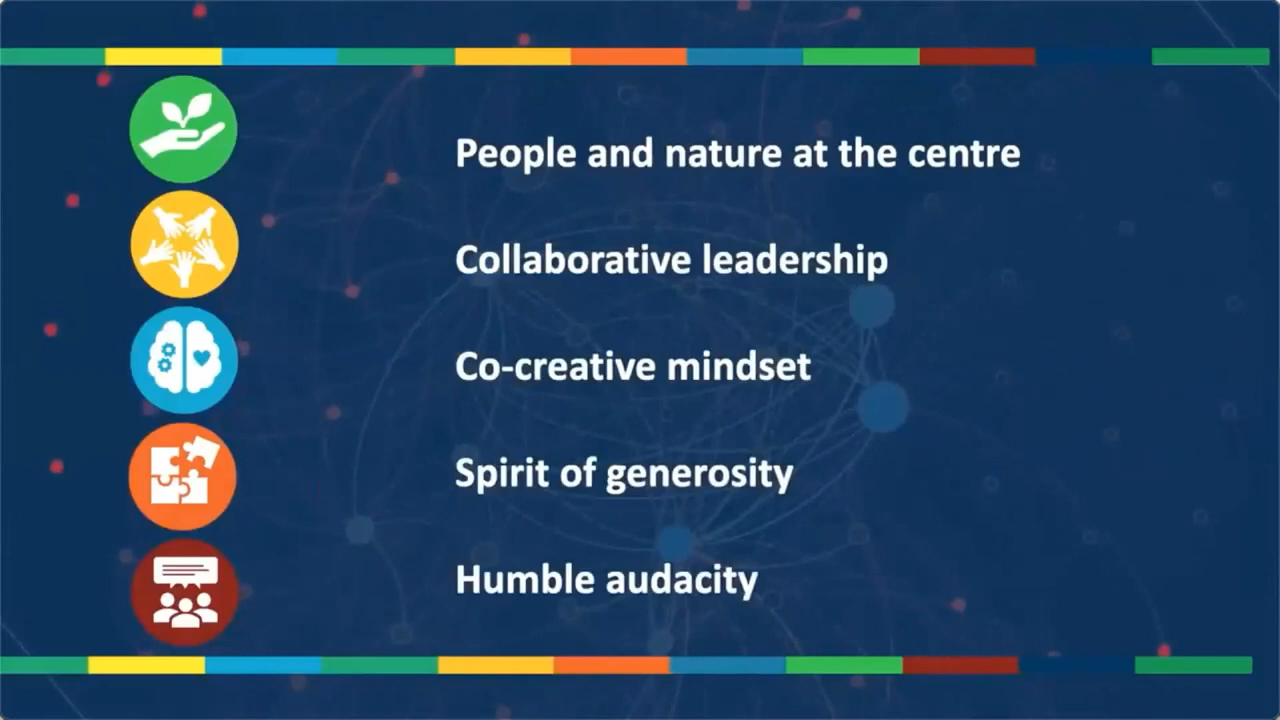 People and nature at the centre
Collaborative leadership
Co-creative mindset
Spirit of generosity
Humble audacity